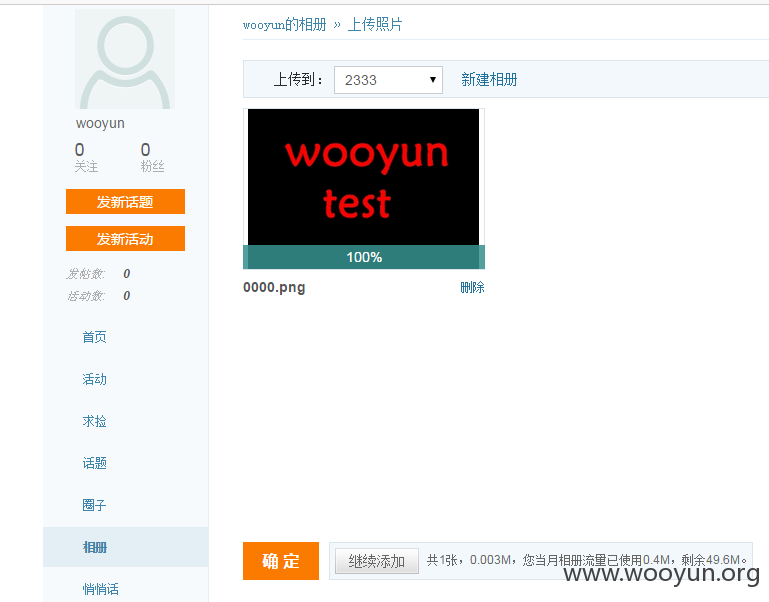 wooyun的相册 » 上传照片
上传到： 2333 ▼ 新建相册
wooyun test
100%
0000.png 删除
wooyun
0 0
关注 粉丝
发新话题
发新活动
发帖数: 0
活动数: 0
首页
活动
求捡
话题
圈子
相册
悄悄话
确 定 继续添加 共1张，0.003M，您当月相册流量已使用0.4M，剩余49.6M。
www.wooyun.org